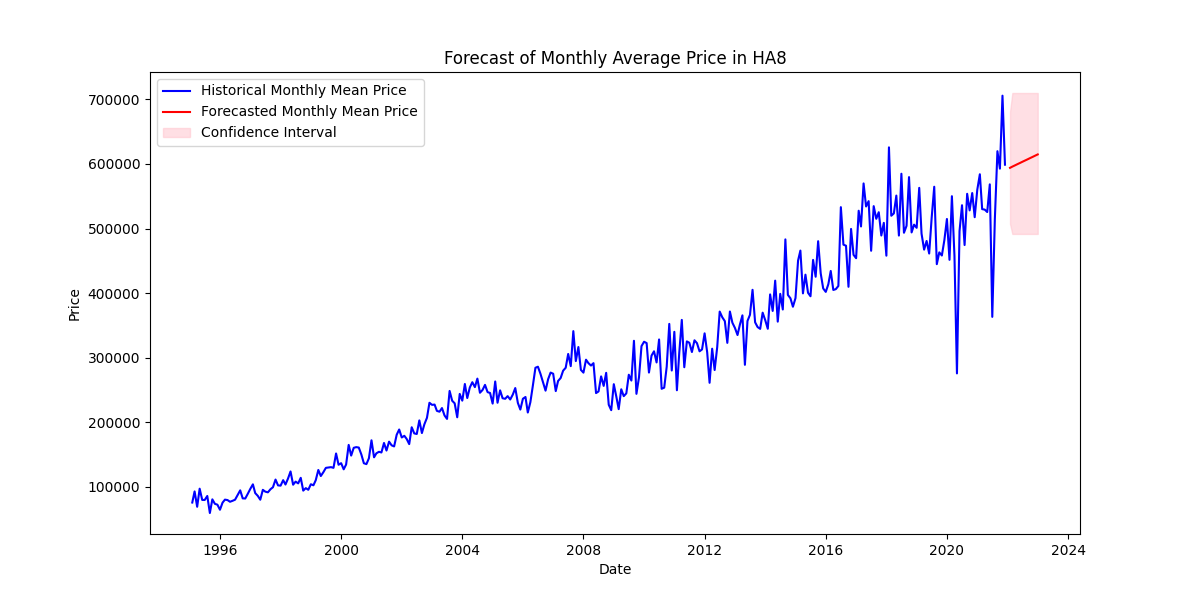 Forecast of Monthly Average Price in HA8
Historical Monthly Mean Price
Forecasted Monthly Mean Price
Confidence Interval
700000
600000
500000
400000
300000
200000
100000
Price
1996 2000 2004 2008 2012 2016 2020 2024
Date